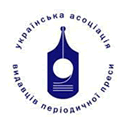 українська асоціація
видавців періодичної преси